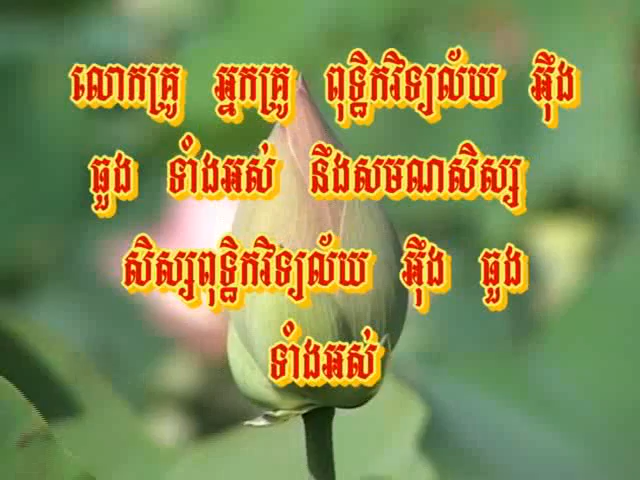 លោកគ្រូ អ្នកគ្រូ ពុទ្ធិកវិទ្យល័យ អ៊ឹង
ធួង ទាំងអស់ នឹងសមណសិស្ស
សិស្សពុទ្ធិកវិទ្យល័យ អ៊ឹង ធួង
ទាំងអស់